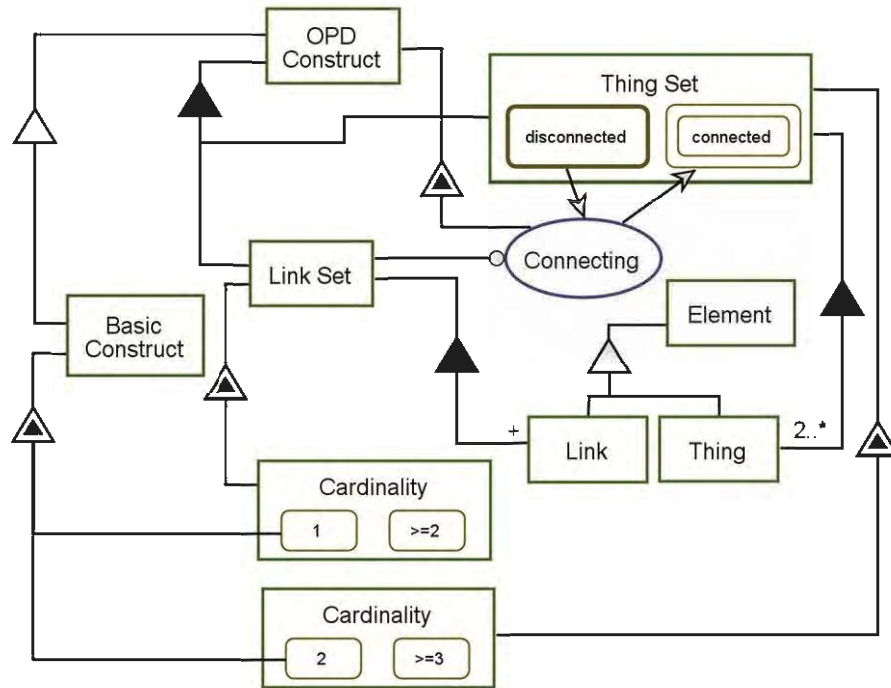 OPD
Construct
Thing Set
disconnected
connected
Connecting
Link Set
Element
Basic
Construct
+
Link
Thing
2..*
Cardinality
1
>=2
Cardinality
2
>=3